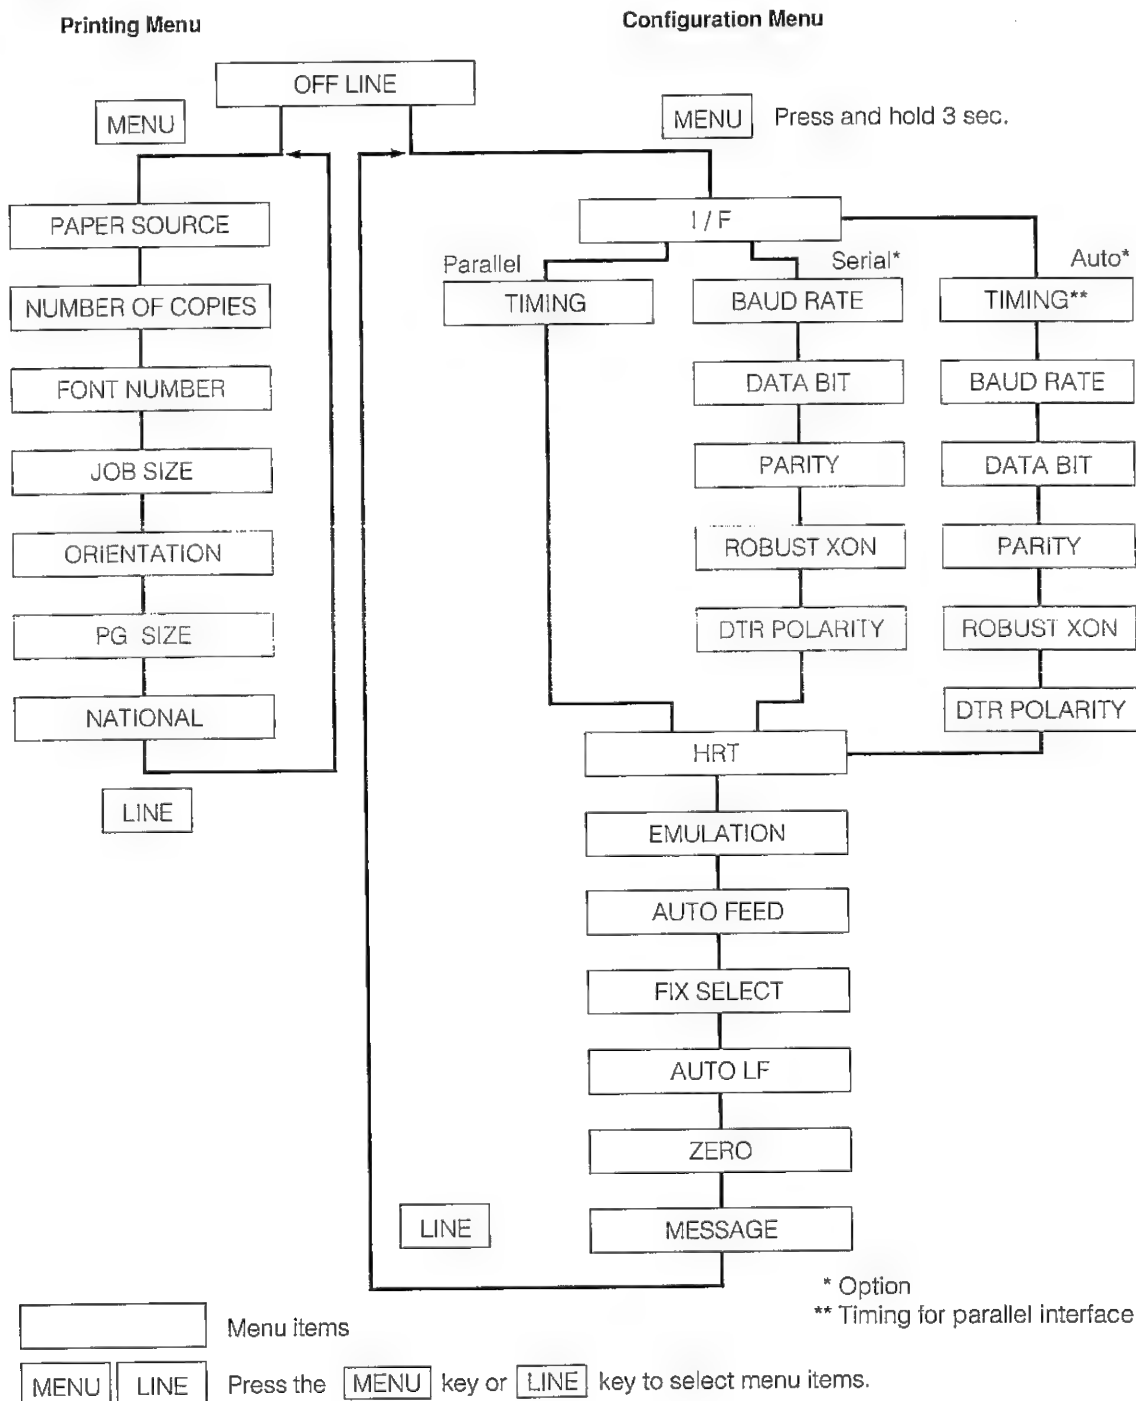 Printing Menu
Configuration Menu
OFF LINE
MENU
MENU Press and hold 3 sec.
PAPER SOURCE
NUMBER OF COPIES
FONT NUMBER
JOB SIZE
ORIENTATION
PG SIZE
NATIONAL
LINE
I / F
Parallel
Serial*
Auto*
TIMING
BAUD RATE
TIMING**
DATA BIT
BAUD RATE
PARITY
DATA BIT
ROBUST XON
PARITY
DTR POLARITY
ROBUST XON
DTR POLARITY
HRT
EMULATION
AUTO FEED
FIX SELECT
AUTO LF
ZERO
LINE
MESSAGE
* Option
** Timing for parallel interface
Menu items
MENU LINE Press the MENU key or LINE key to select menu items.